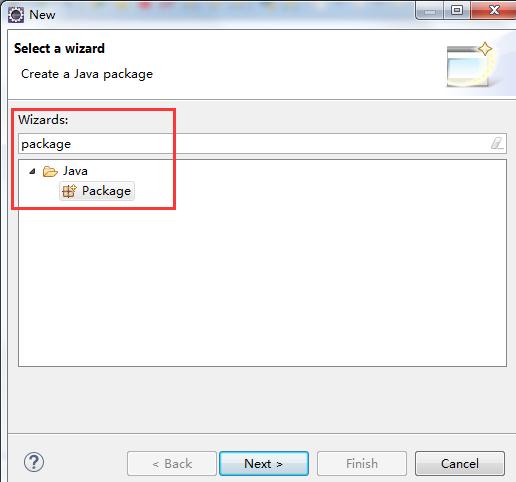 New
Select a wizard
Create a Java package
Wizards:
package
Java
Package
?
< Back
Next >
Finish
Cancel